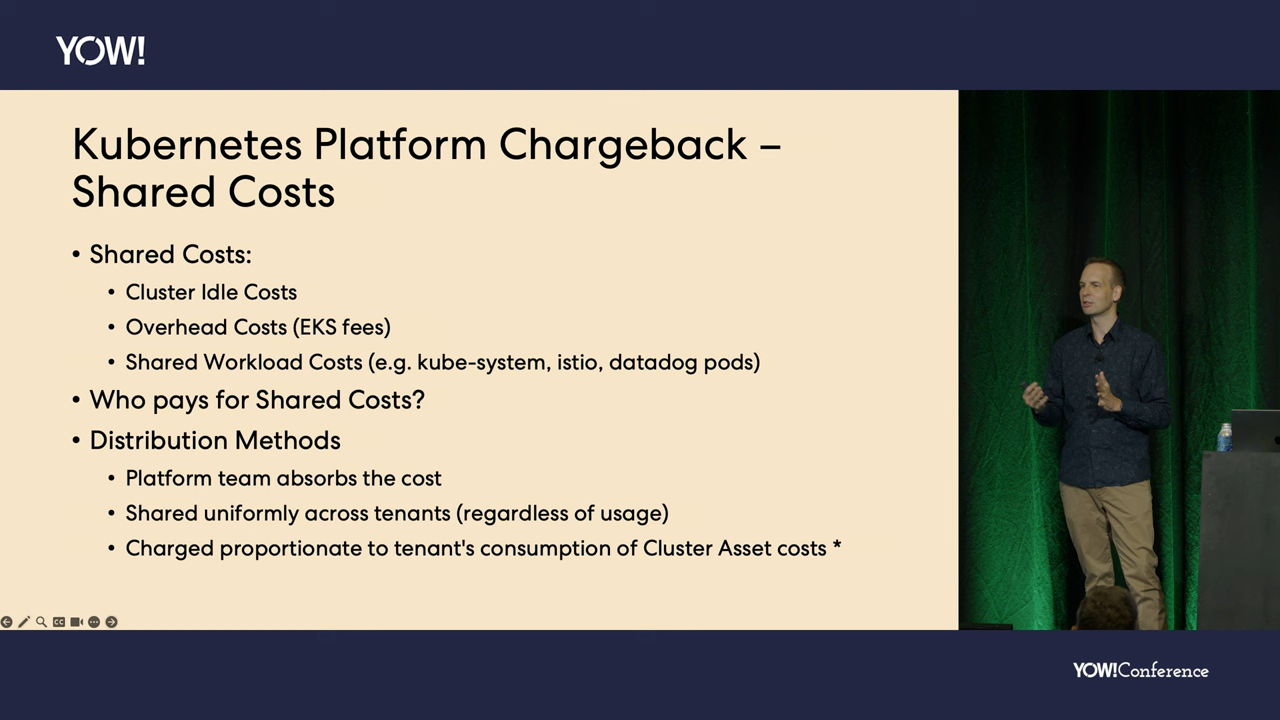 YOW!
Kubernetes Platform Chargeback –
Shared Costs
• Shared Costs:
• Cluster Idle Costs
• Overhead Costs (EKS fees)
• Shared Workload Costs (e.g. kube-system, istio, datadog pods)
• Who pays for Shared Costs?
• Distribution Methods
• Platform team absorbs the cost
• Shared uniformly across tenants (regardless of usage)
• Charged proportionate to tenant's consumption of Cluster Asset costs *
CC
YOW!Conference